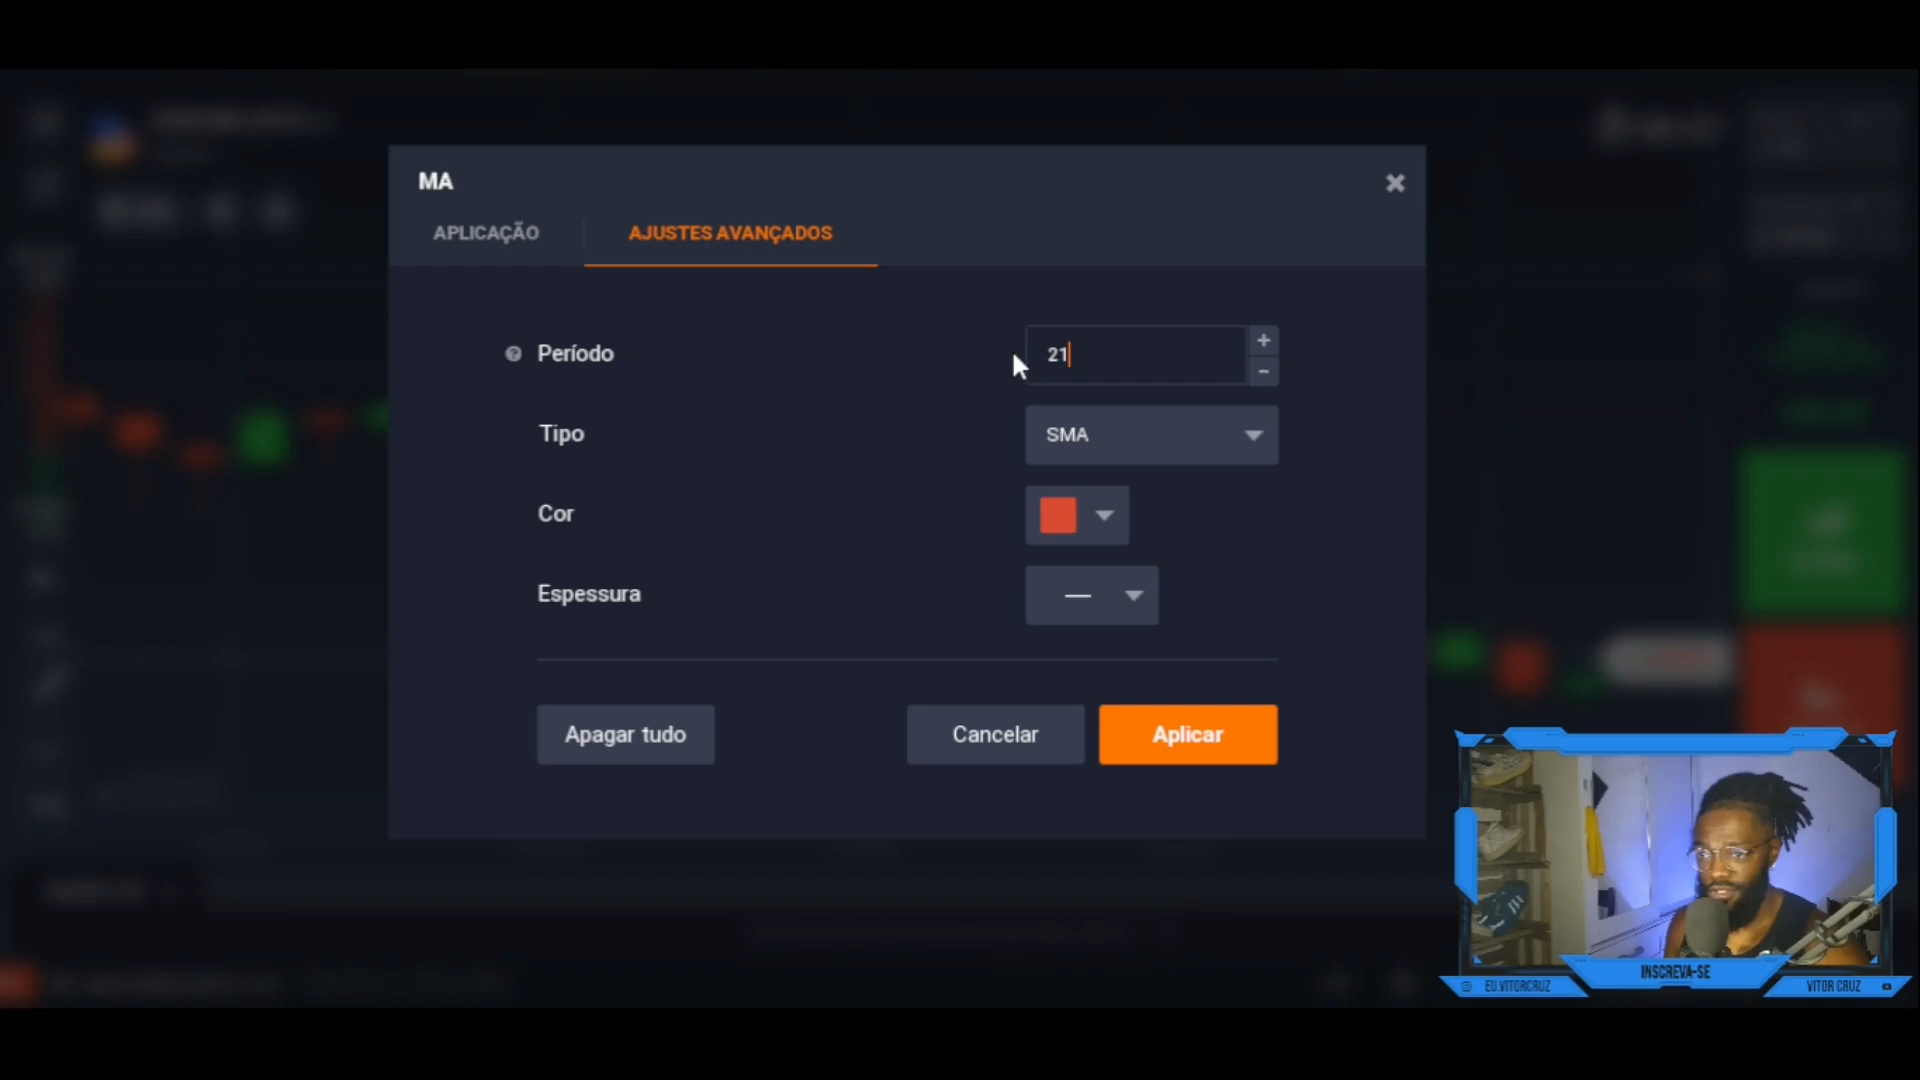 MA
APLICAÇÃO
AJUSTES AVANÇADOS
Período
21
Tipo
SMA
Cor
Espessura
Apagar tudo
Cancelar
Aplicar
INSCREVA-SE
EU.VITORCRUZ
VITOR CRUZ